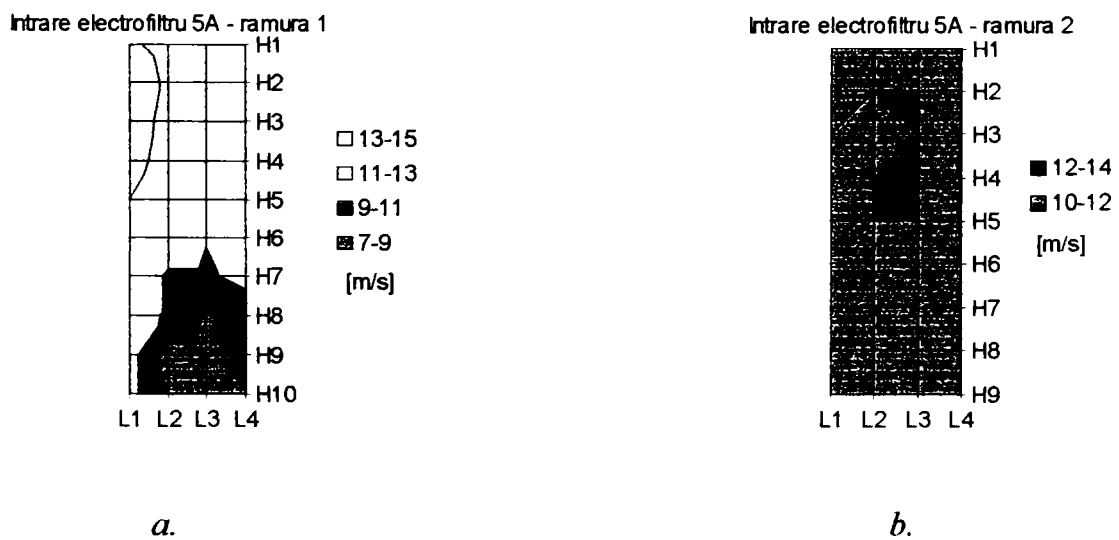 Intrare electrofiltru 5A - ramura 1
H1
H2
H3
H4
H5
H6
H7
H8
H9
H10
L1 L2 L3 L4
13-15
11-13
9-11
7-9
[m/s]
a.
Intrare electrofiltru 5A - ramura 2
H1
H2
H3
H4
H5
H6
H7
H8
H9
L1 L2 L3 L4
12-14
10-12
[m/s]
b.